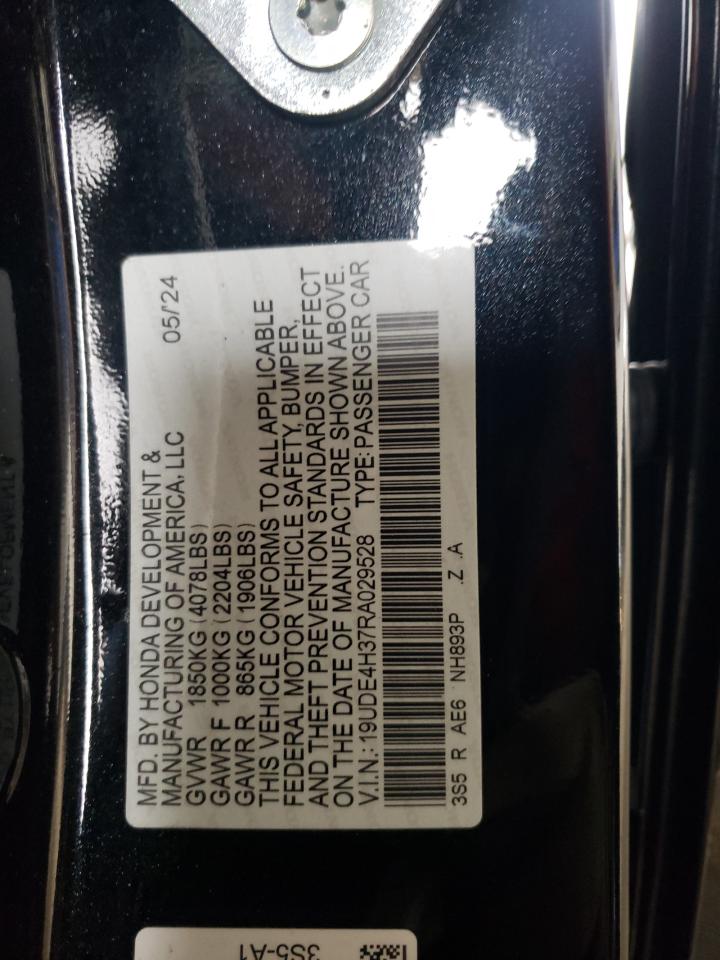 MFD. BY HONDA DEVELOPMENT &
MANUFACTURING OF AMERICA, LLC 05/'24
GVWR 1850KG (4078LBS)
GAWR F 1000KG (2204LBS)
GAWR R 865KG (1906LBS)
THIS VEHICLE CONFORMS TO ALL APPLICABLE
FEDERAL MOTOR VEHICLE SAFETY, BUMPER,
AND THEFT PREVENTION STANDARDS IN EFFECT
ON THE DATE OF MANUFACTURE SHOWN ABOVE.
V.I.N.: 19UDE4H37RA029528 TYPE: PASSENGER CAR
3S5 R AE6 NH893P .Z .A
3S5-A1